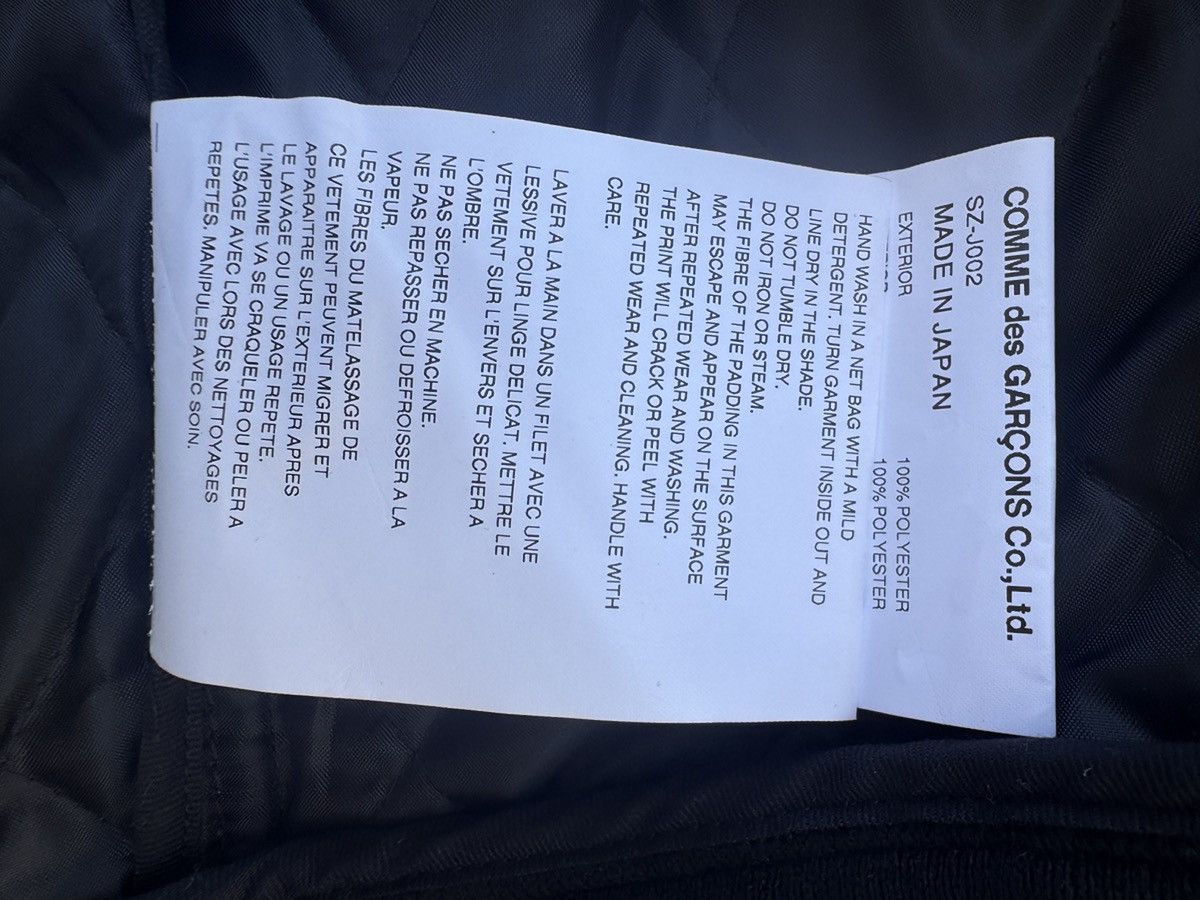 COMME des GARÇONS Co.,Ltd.
SZ-J002
MADE IN JAPAN
EXTERIOR 100% POLYESTER
100% POLYESTER
HAND WASH IN A NET BAG WITH A MILD
DETERGENT. TURN GARMENT INSIDE OUT AND
LINE DRY IN THE SHADE.
DO NOT TUMBLE DRY.
DO NOT IRON OR STEAM.
THE FIBRE OF THE PADDING IN THIS GARMENT
MAY ESCAPE AND APPEAR ON THE SURFACE
AFTER REPEATED WEAR AND WASHING.
THE PRINT WILL CRACK OR PEEL WITH
REPEATED WEAR AND CLEANING. HANDLE WITH
CARE.
LAVER A LA MAIN DANS UN FILET AVEC UNE
LESSIVE POUR LINGE DELICAT. METTRE LE
VETEMENT SUR L'ENVERS ET SECHER A
L'OMBRE.
NE PAS SECHER EN MACHINE.
NE PAS REPASSER OU DEFROISSER A LA
VAPEUR.
LES FIBRES DU MATELASSAGE DE
CE VETEMENT PEUVENT MIGRER ET
APPARAITRE SUR L'EXTERIEUR APRES
LE LAVAGE OU UN USAGE REPETE.
L'IMPRIME VA SE CRAQUELER OU PELER A
L'USAGE AVEC LORS DES NETTOYAGES
REPETES. MANIPULER AVEC SOIN.